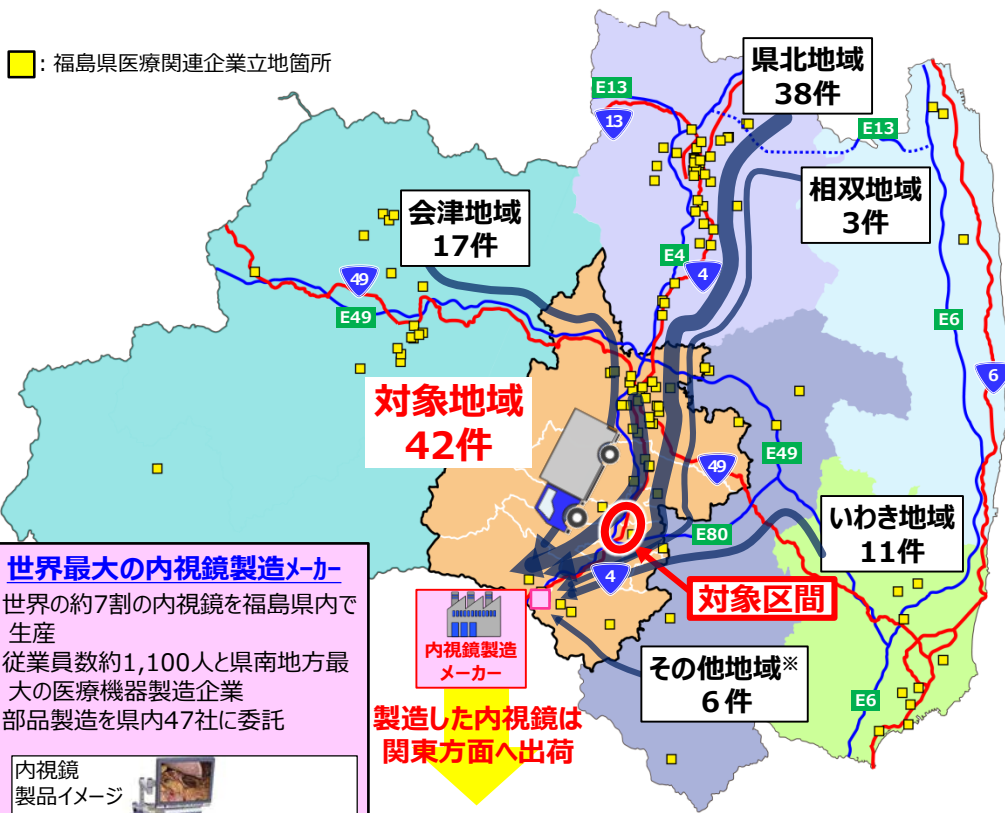 ：福島県医療関連企業立地箇所
県北地域
38件
E13
13
E13
相双地域
3件
会津地域
17件
E4
4
49
E49
E6
6
対象地域
42件
49
E49
E80
いわき地域
11件
4
対象区間
世界最大の内視鏡製造メーカー
世界の約7割の内視鏡を福島県内で
生産
従業員数約1,100人と県南地方最
大の医療機器製造企業
部品製造を県内47社に委託
内視鏡製造
メーカー
その他地域※
6件
E6
製造した内視鏡は
関東方面へ出荷
内視鏡
製品イメージ